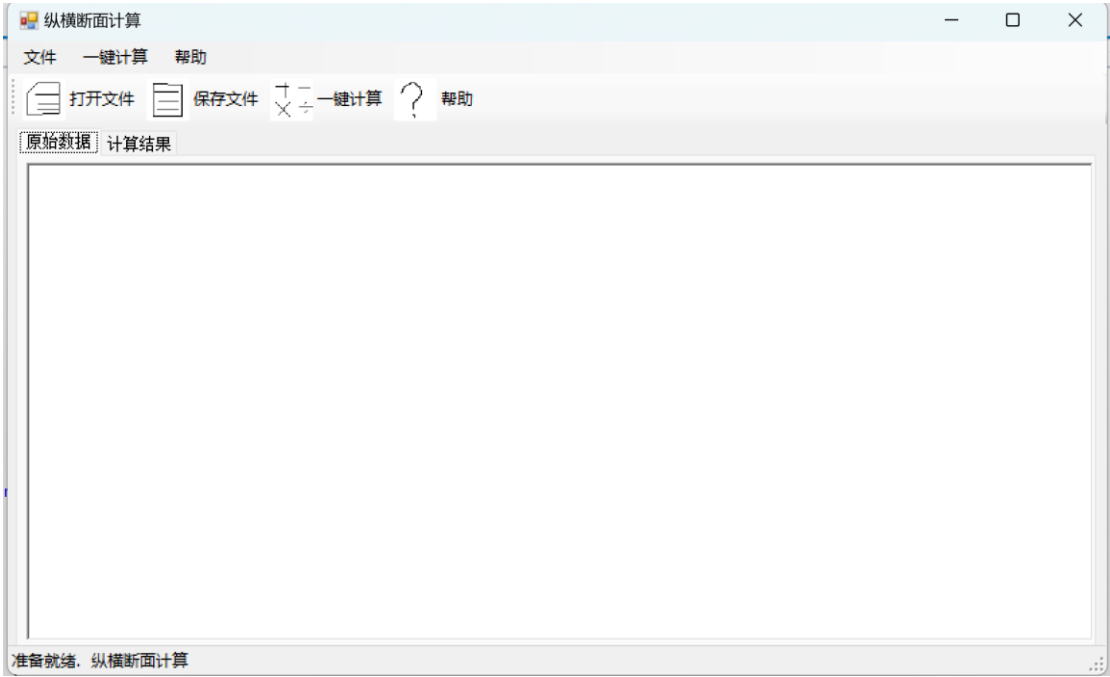 纵横断面计算
文件 一键计算 帮助
打开文件 保存文件 一键计算 帮助
原始数据 计算结果
准备就绪. 纵横断面计算